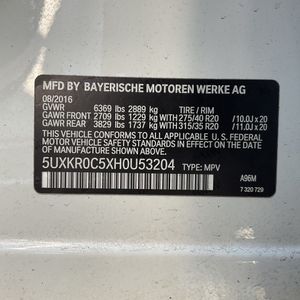 MFD BY BAYERISCHE MOTOREN WERKE AG
08/2016
GVWR 6369 lbs 2889 kg TIRE / RIM
GAWR FRONT 2709 lbs 1229 kg WITH 275/40 R20 / 10.0J x 20
GAWR REAR 3829 lbs 1737 kg WITH 315/35 R20 / 11.0J x 20
THIS VEHICLE CONFORMS TO ALL APPLICABLE U.S. FEDERAL
MOTOR VEHICLE SAFETY
IN EFFECT ON THE DATE OF MANUFACTURE SHOWN ABOVE.
5UXKR0C5XH0U53204 TYPE: MPV
A96M
7 320 729